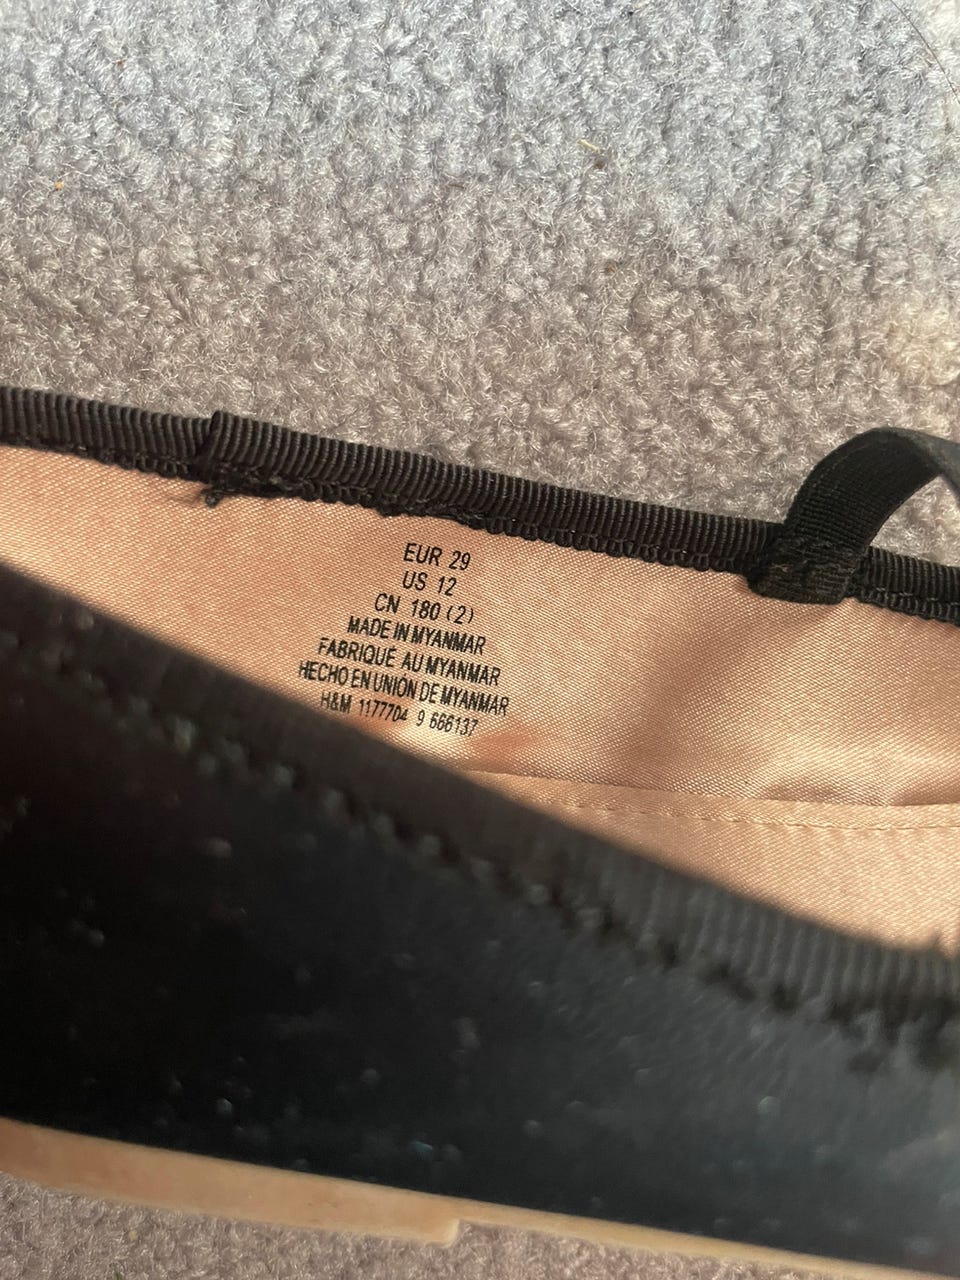 EUR 29
US 12
CN 180 (2)
MADE IN MYANMAR
FABRIQUÉ AU MYANMAR
HECHO EN UNIÓN DE MYANMAR
H&M 1177704 9 666137